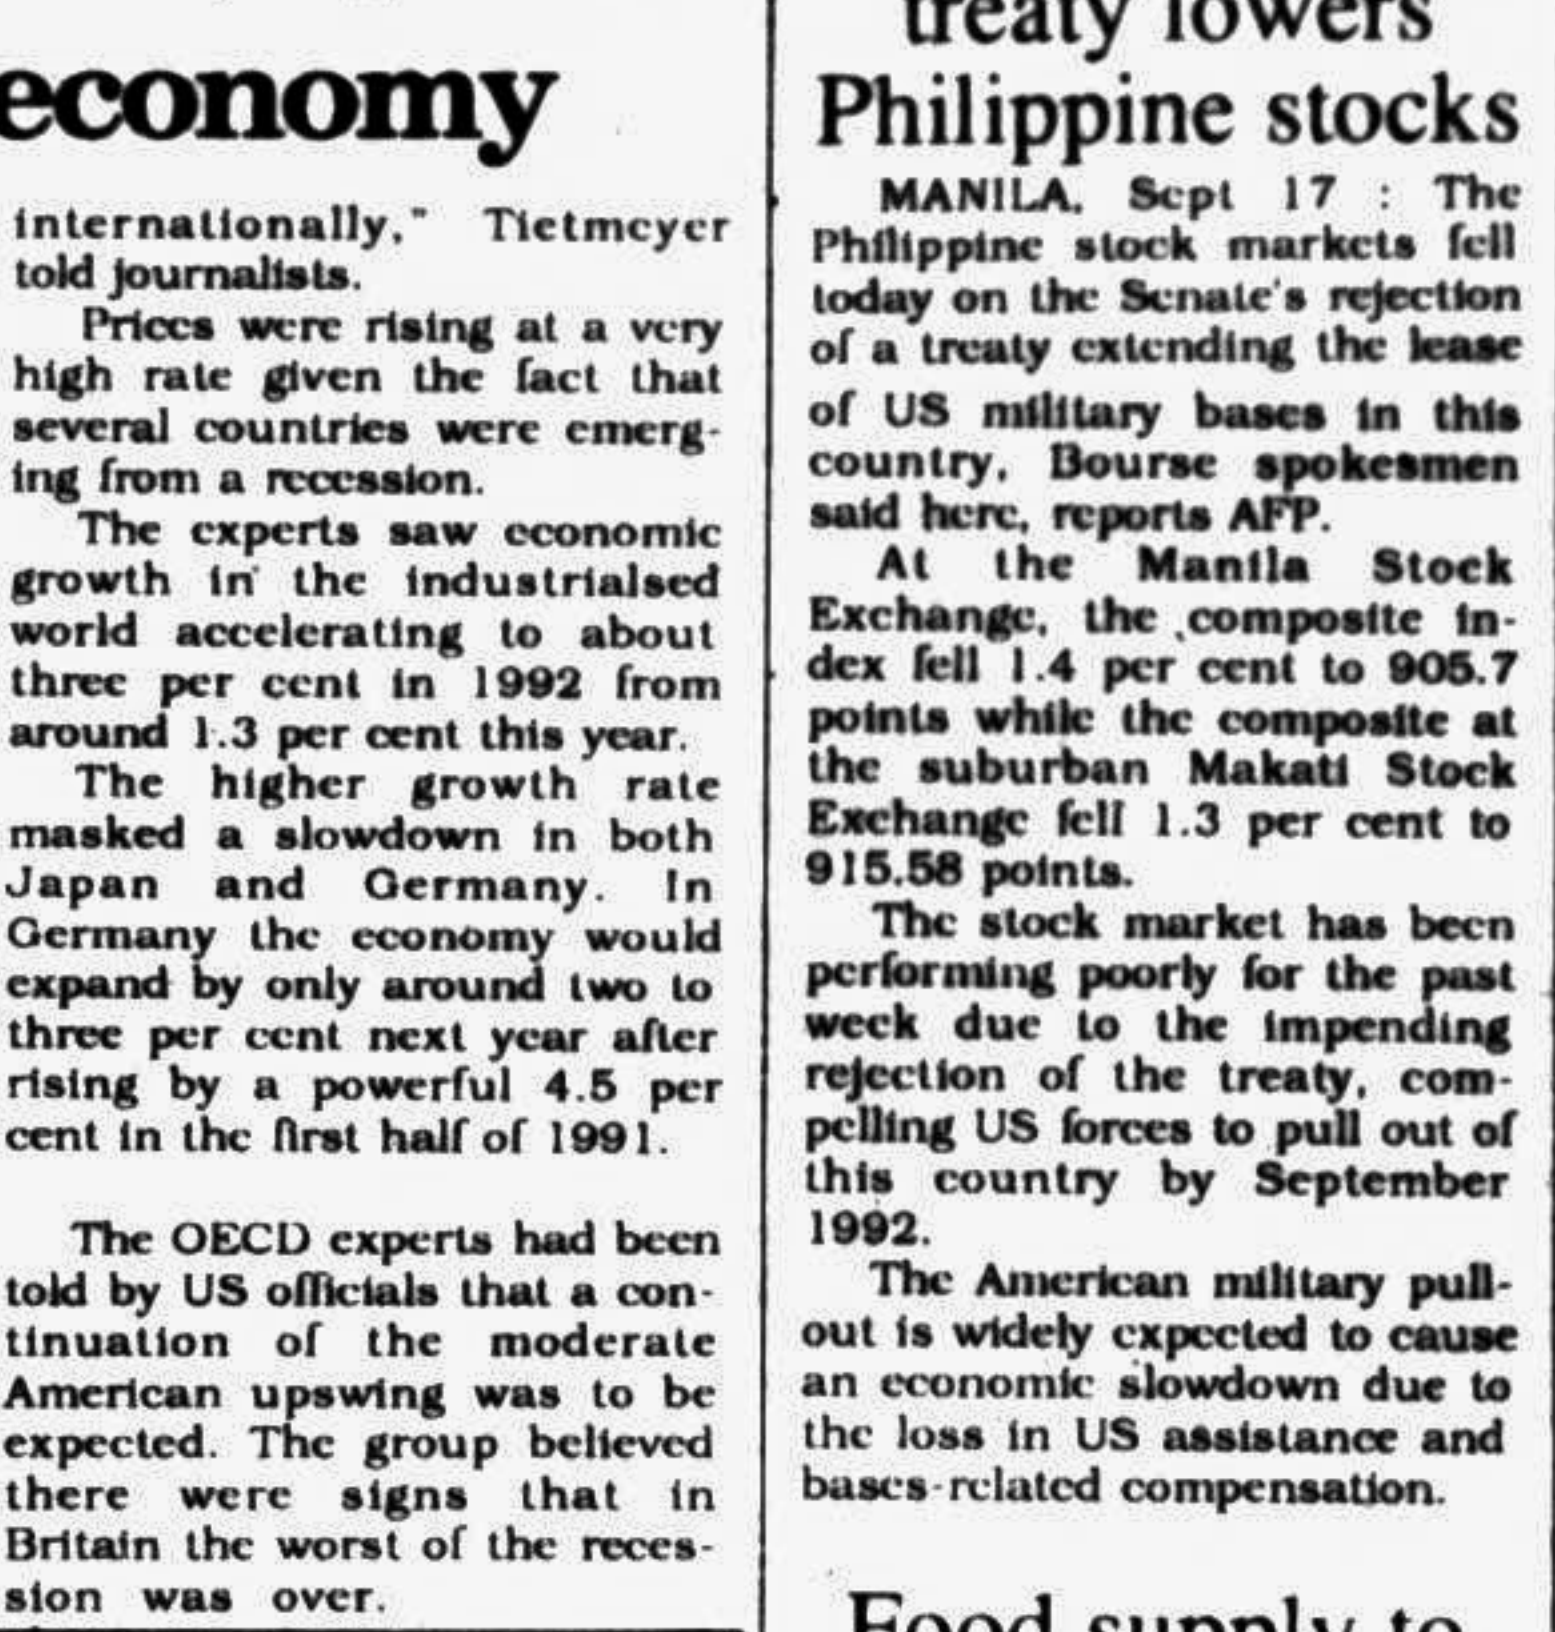 economy
internationally," Tietmeyer
told journalists.
Prices were rising at a very
high rate given the fact that
several countries were emerg-
ing from a recession.
The experts saw economic
growth in the industrialsed
world accelerating to about
three per cent in 1992 from
around 1.3 per cent this year.
The higher growth rate
masked a slowdown in both
Japan and Germany. In
Germany the economy would
expand by only around two to
three per cent next year after
rising by a powerful 4.5 per
cent in the first half of 1991.
The OECD experts had been
told by US officials that a con-
tinuation of the moderate
American upswing was to be
expected. The group believed
there were signs that in
Britain the worst of the reces-
sion was over.
treaty lowers
Philippine stocks
MANILA, Sept 17 : The
Philippine stock markets fell
today on the Senate's rejection
of a treaty extending the lease
of US military bases in this
country, Bourse spokesmen
said here, reports AFP.
At the Manila Stock
Exchange, the composite in-
dex fell 1.4 per cent to 905.7
points while the composite at
the suburban Makati Stock
Exchange fell 1.3 per cent to
915.58 points.
The stock market has been
performing poorly for the past
week due to the impending
rejection of the treaty, com-
pelling US forces to pull out of
this country by September
1992.
The American military pull-
out is widely expected to cause
an economic slowdown due to
the loss in US assistance and
bases-related compensation.
Food supply to